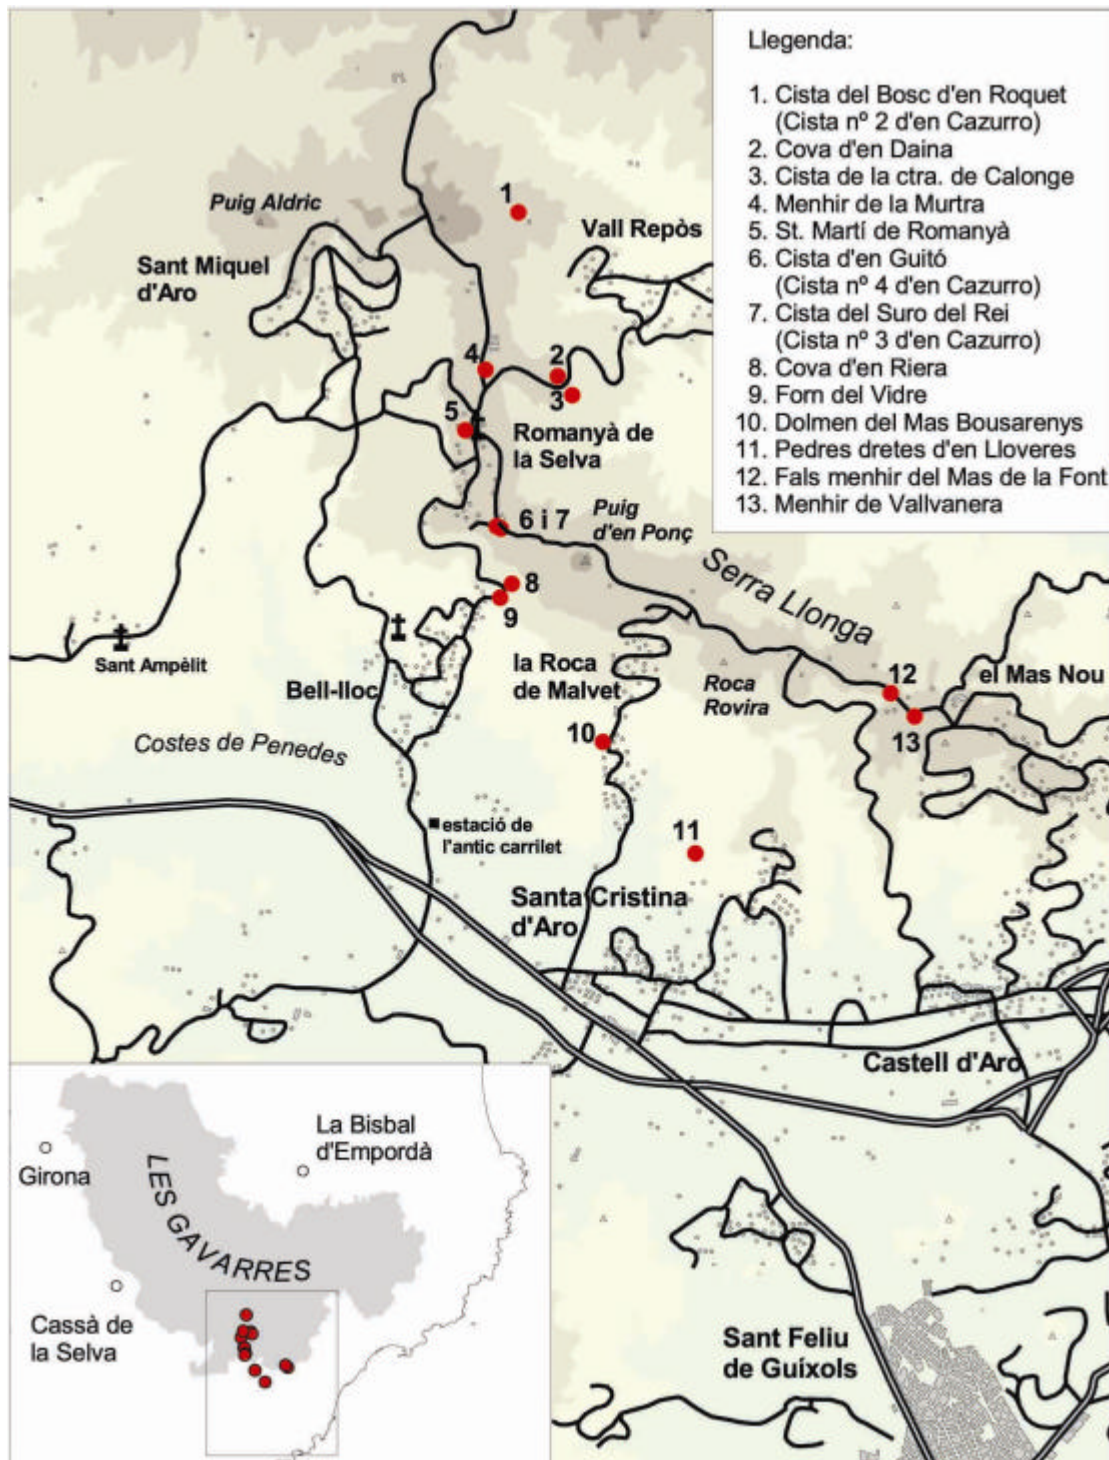 Llegenda:
1. Cista del Bosc d'en Roquet
(Cista nº 2 d'en Cazurro)
2. Cova d'en Daina
3. Cista de la ctra. de Calonge
4. Menhir de la Murtra
5. St. Martí de Romanyà
6. Cista d'en Guitó
(Cista nº 4 d'en Cazurro)
7. Cista del Suro del Rei
(Cista nº 3 d'en Cazurro)
8. Cova d'en Riera
9. Forn del Vidre
10. Dolmen del Mas Bousarenys
11. Pedres dretes d'en Lloveres
12. Fals menhir del Mas de la Font
13. Menhir de Vallvanera
Puig Aldric
1
Vall Repòs
Sant Miquel
d'Aro
4
2
3
5
Romanyà de
la Selva
6 i 7
Puig
d'en Ponç
Serra Llonga
8
9
Sant Ampèlit
Bell-lloc
la Roca
de Malvet
Roca
Rovira
12
el Mas Nou
13
10
Costes de Penedes
estació de
l'antic carrilet
11
Santa Cristina
d'Aro
Castell d'Aro
La Bisbal
d'Empordà
Girona
LES GAVARRES
Cassà de
la Selva
Sant Feliu
de Guíxols